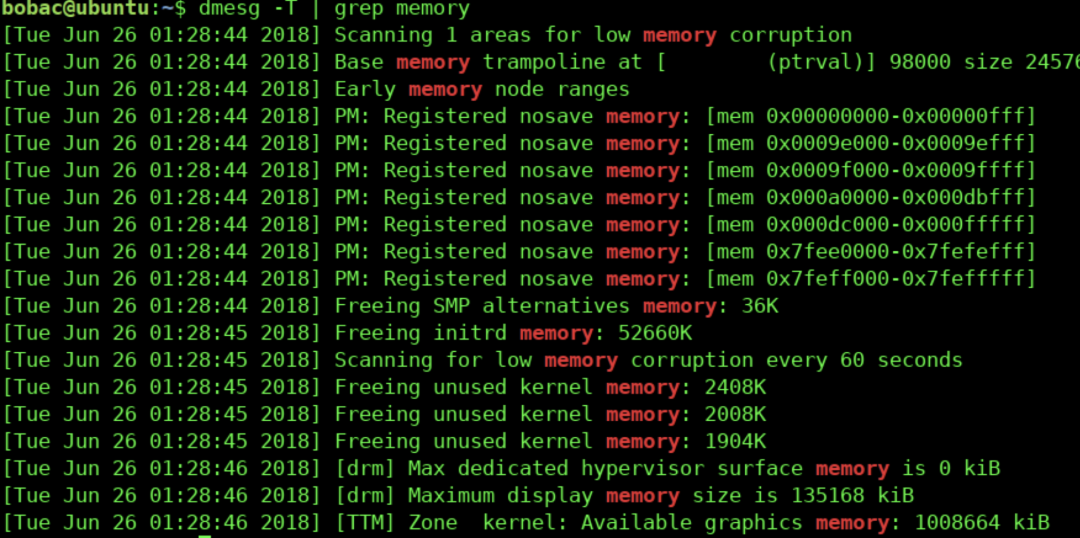 bobac@ubuntu:~$ dmesg -T | grep memory
[Tue Jun 26 01:28:44 2018] Scanning 1 areas for low memory corruption
[Tue Jun 26 01:28:44 2018] Base memory trampoline at [        (ptrval)] 98000 size 24576
[Tue Jun 26 01:28:44 2018] Early memory node ranges
[Tue Jun 26 01:28:44 2018] PM: Registered nosave memory: [mem 0x00000000-0x00000fff]
[Tue Jun 26 01:28:44 2018] PM: Registered nosave memory: [mem 0x0009e000-0x0009efff]
[Tue Jun 26 01:28:44 2018] PM: Registered nosave memory: [mem 0x0009f000-0x0009ffff]
[Tue Jun 26 01:28:44 2018] PM: Registered nosave memory: [mem 0x000a0000-0x000dbfff]
[Tue Jun 26 01:28:44 2018] PM: Registered nosave memory: [mem 0x000dc000-0x000fffff]
[Tue Jun 26 01:28:44 2018] PM: Registered nosave memory: [mem 0x7fee0000-0x7fefefff]
[Tue Jun 26 01:28:44 2018] PM: Registered nosave memory: [mem 0x7feff000-0x7fefffff]
[Tue Jun 26 01:28:44 2018] Freeing SMP alternatives memory: 36K
[Tue Jun 26 01:28:45 2018] Freeing initrd memory: 52660K
[Tue Jun 26 01:28:45 2018] Scanning for low memory corruption every 60 seconds
[Tue Jun 26 01:28:45 2018] Freeing unused kernel memory: 2408K
[Tue Jun 26 01:28:45 2018] Freeing unused kernel memory: 2008K
[Tue Jun 26 01:28:45 2018] Freeing unused kernel memory: 1904K
[Tue Jun 26 01:28:46 2018] [drm] Max dedicated hypervisor surface memory is 0 kiB
[Tue Jun 26 01:28:46 2018] [drm] Maximum display memory size is 135168 kiB
[Tue Jun 26 01:28:46 2018] [TTM] Zone  kernel: Available graphics memory: 1008664 kiB